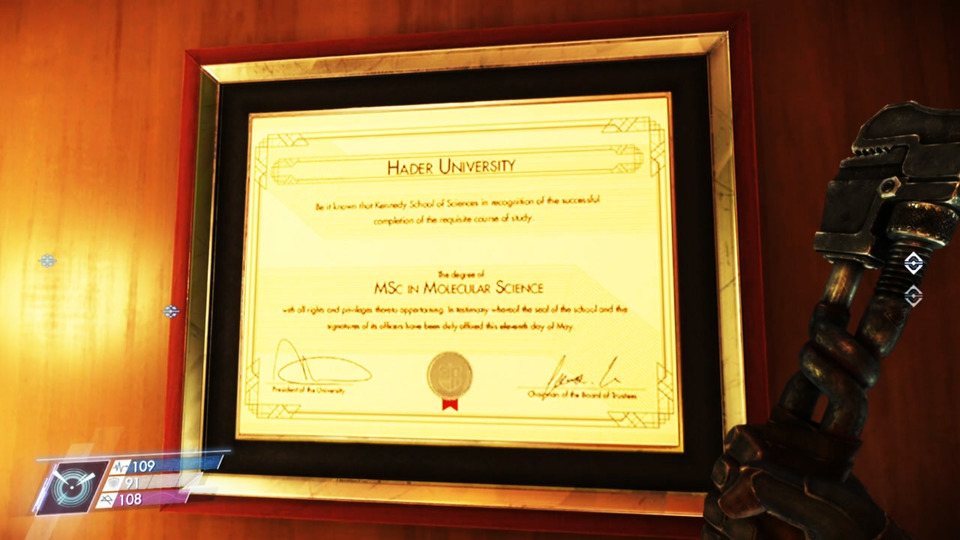 HADER UNIVERSITY
Be it known that Kennedy School of Sciences in recognition of the successful
completion of the requisite course of study.
The degree of
MSC IN MOLECULAR SCIENCE
with all rights and privileges thereto appertaining. In testimony whereof the seal of the school and the
signatures of its officers have been duly affixed this eleventh day of May.
President of the University
Chairman of the Board of Trustees
109
91
108